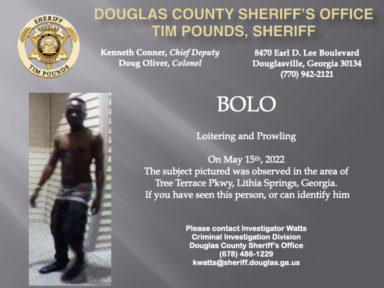 SHERIFF
TIM POUNDS
DOUGLAS COUNTY SHERIFF'S OFFICE
TIM POUNDS, SHERIFF
Kenneth Conner, Chief Deputy
Doug Oliver, Colonel
8470 Earl D. Lee Boulevard
Douglasville, Georgia 30134
(770) 942-2121
BOLO
Loitering and Prowling
On May 15th, 2022
The subject pictured was observed in the area of
Tree Terrace Pkwy, Lithia Springs, Georgia.
If you have seen this person, or can identify him
Please contact Investigator Watts
Criminal Investigation Division
Douglas County Sheriff's Office
(678) 486-1229
kwatts@sheriff.douglas.ga.us